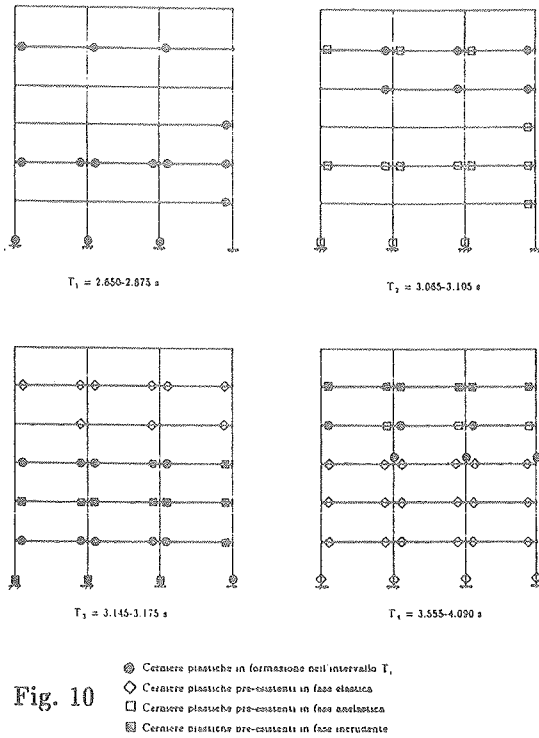 T₁ = 2.850-2.875 s
T₂ = 3.065-3.105 s
T₃ = 3.145-3.175 s
T₄ = 3.555-4.090 s
Fig. 10
Cerniere plastiche in formazione nell'intervallo Tᵢ
Cerniere plastiche pre-esistenti in fase elastica
Cerniere plastiche pre-esistenti in fase anelastica
Cerniere plastiche pre-esistenti in fase incrudente